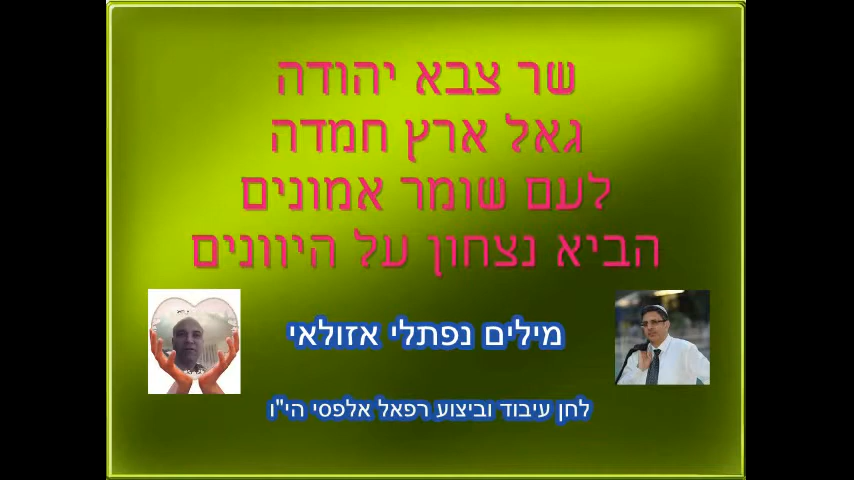 שר צבא יהודה
גאל ארץ חמדה
לעם שומר אמונים
הביא נצחון על היוונים
מילים נפתלי אזולאי
לחן עיבוד וביצוע רפאל אלפסי הי"ו